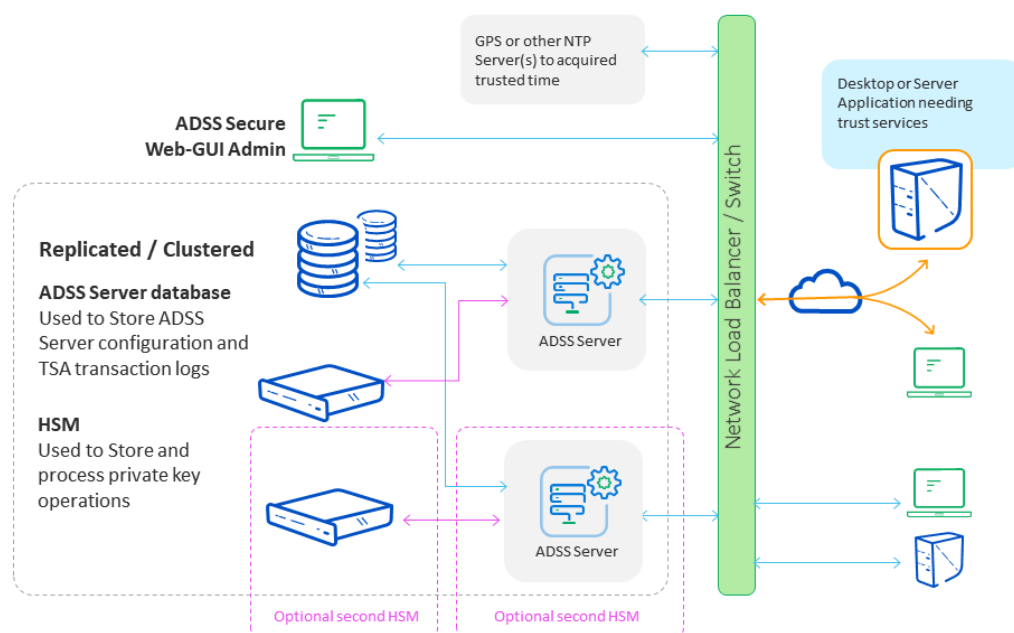 GPS or other NTP
Server(s) to acquired
trusted time
Desktop or Server
Application needing
trust services
ADSS Secure
Web-GUI Admin
Network Load Balancer / Switch
Replicated / Clustered
ADSS Server database
Used to Store ADSS
Server configuration and
TSA transaction logs
ADSS Server
HSM
Used to Store and
process private key
operations
ADSS Server
Optional second HSM
Optional second HSM